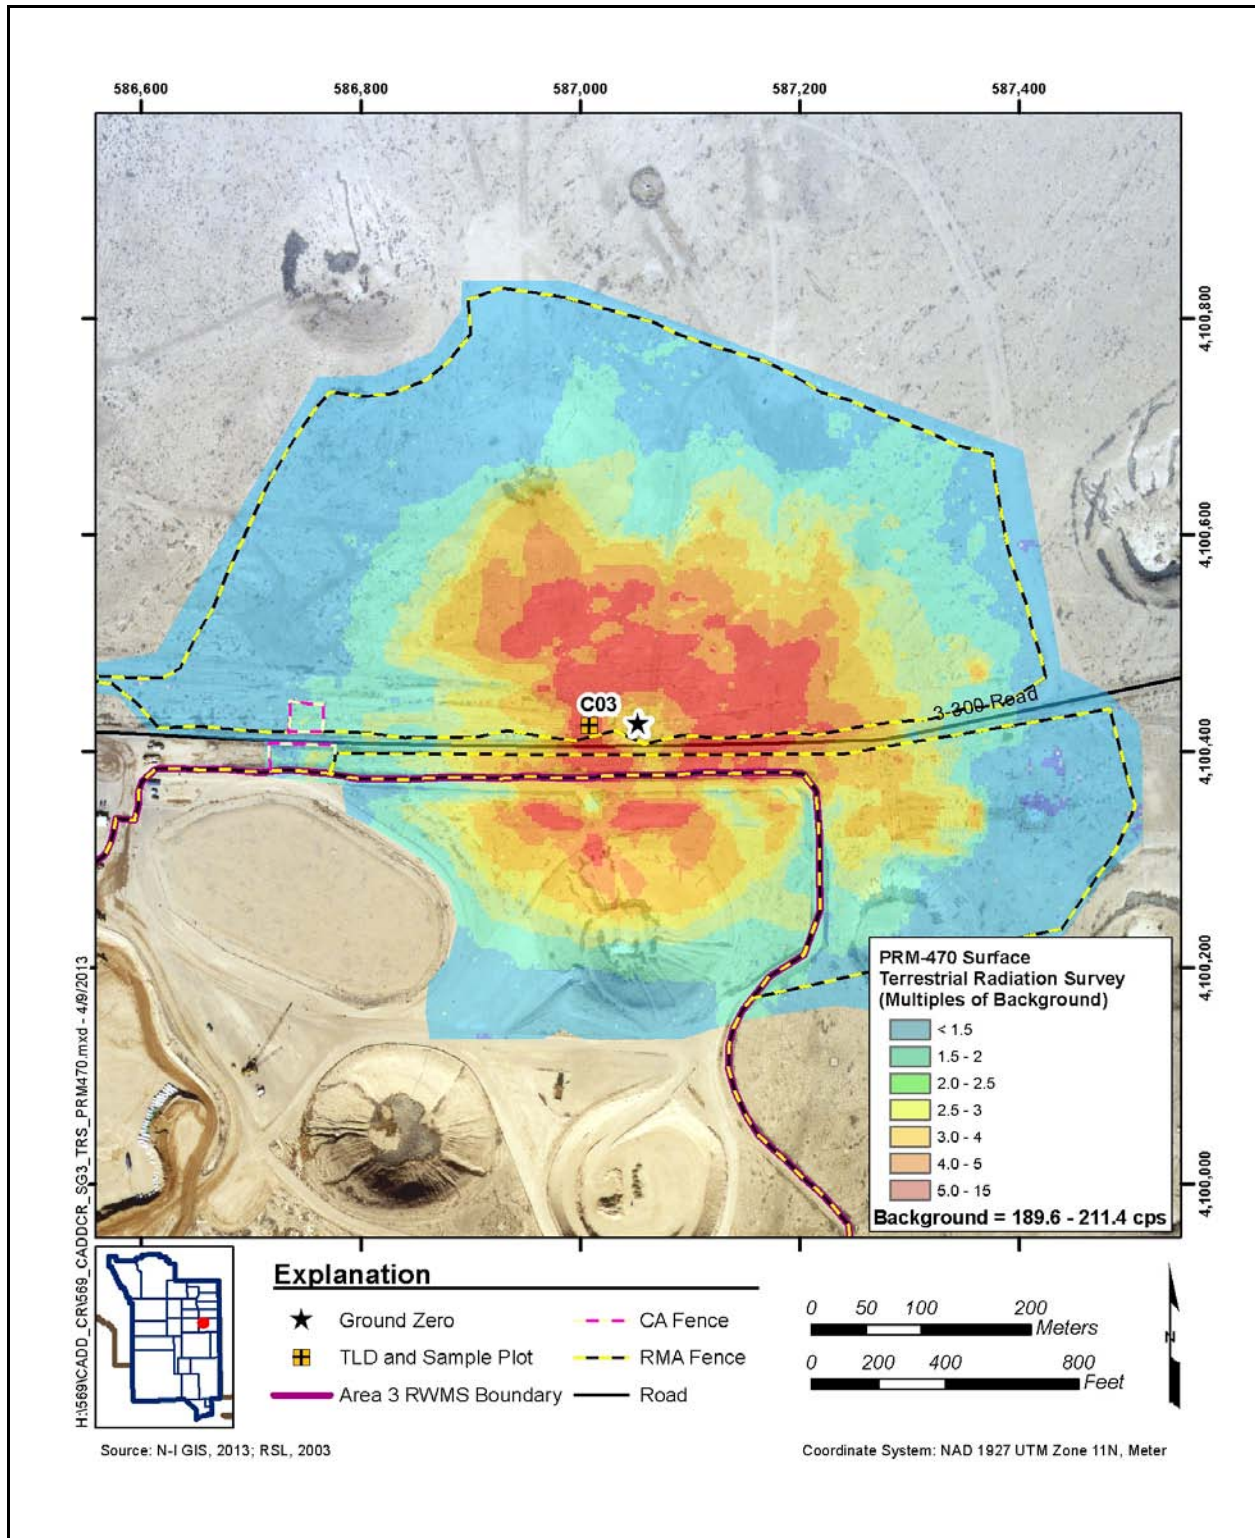 586,600 586,800 587,000 587,200 587,400
4,100,800
4,100,600
4,100,400
4,100,200
4,100,000
C03
3-300 Road
PRM-470 Surface
Terrestrial Radiation Survey
(Multiples of Background)
< 1.5
1.5 - 2
2.0 - 2.5
2.5 - 3
3.0 - 4
4.0 - 5
5.0 - 15
Background = 189.6 - 211.4 cps
H:\569\CADD_CR\569_CADDCR_SG3_TRS_PRM470.mxd - 4/9/2013
Explanation
Ground Zero
CA Fence
TLD and Sample Plot
RMA Fence
Area 3 RWMS Boundary
Road
0 50 100 200
Meters
0 200 400 800
Feet
N
Source: N-I GIS, 2013; RSL, 2003
Coordinate System: NAD 1927 UTM Zone 11N, Meter